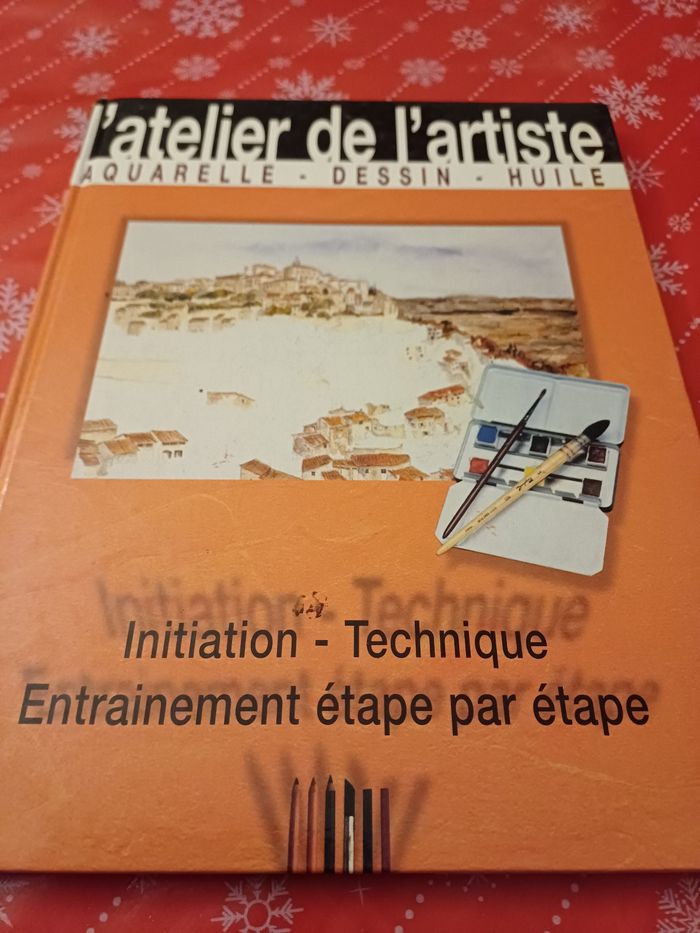 l'atelier de l'artiste
AQUARELLE - DESSIN - HUILE
Initiation - Technique
Entrainement étape par étape